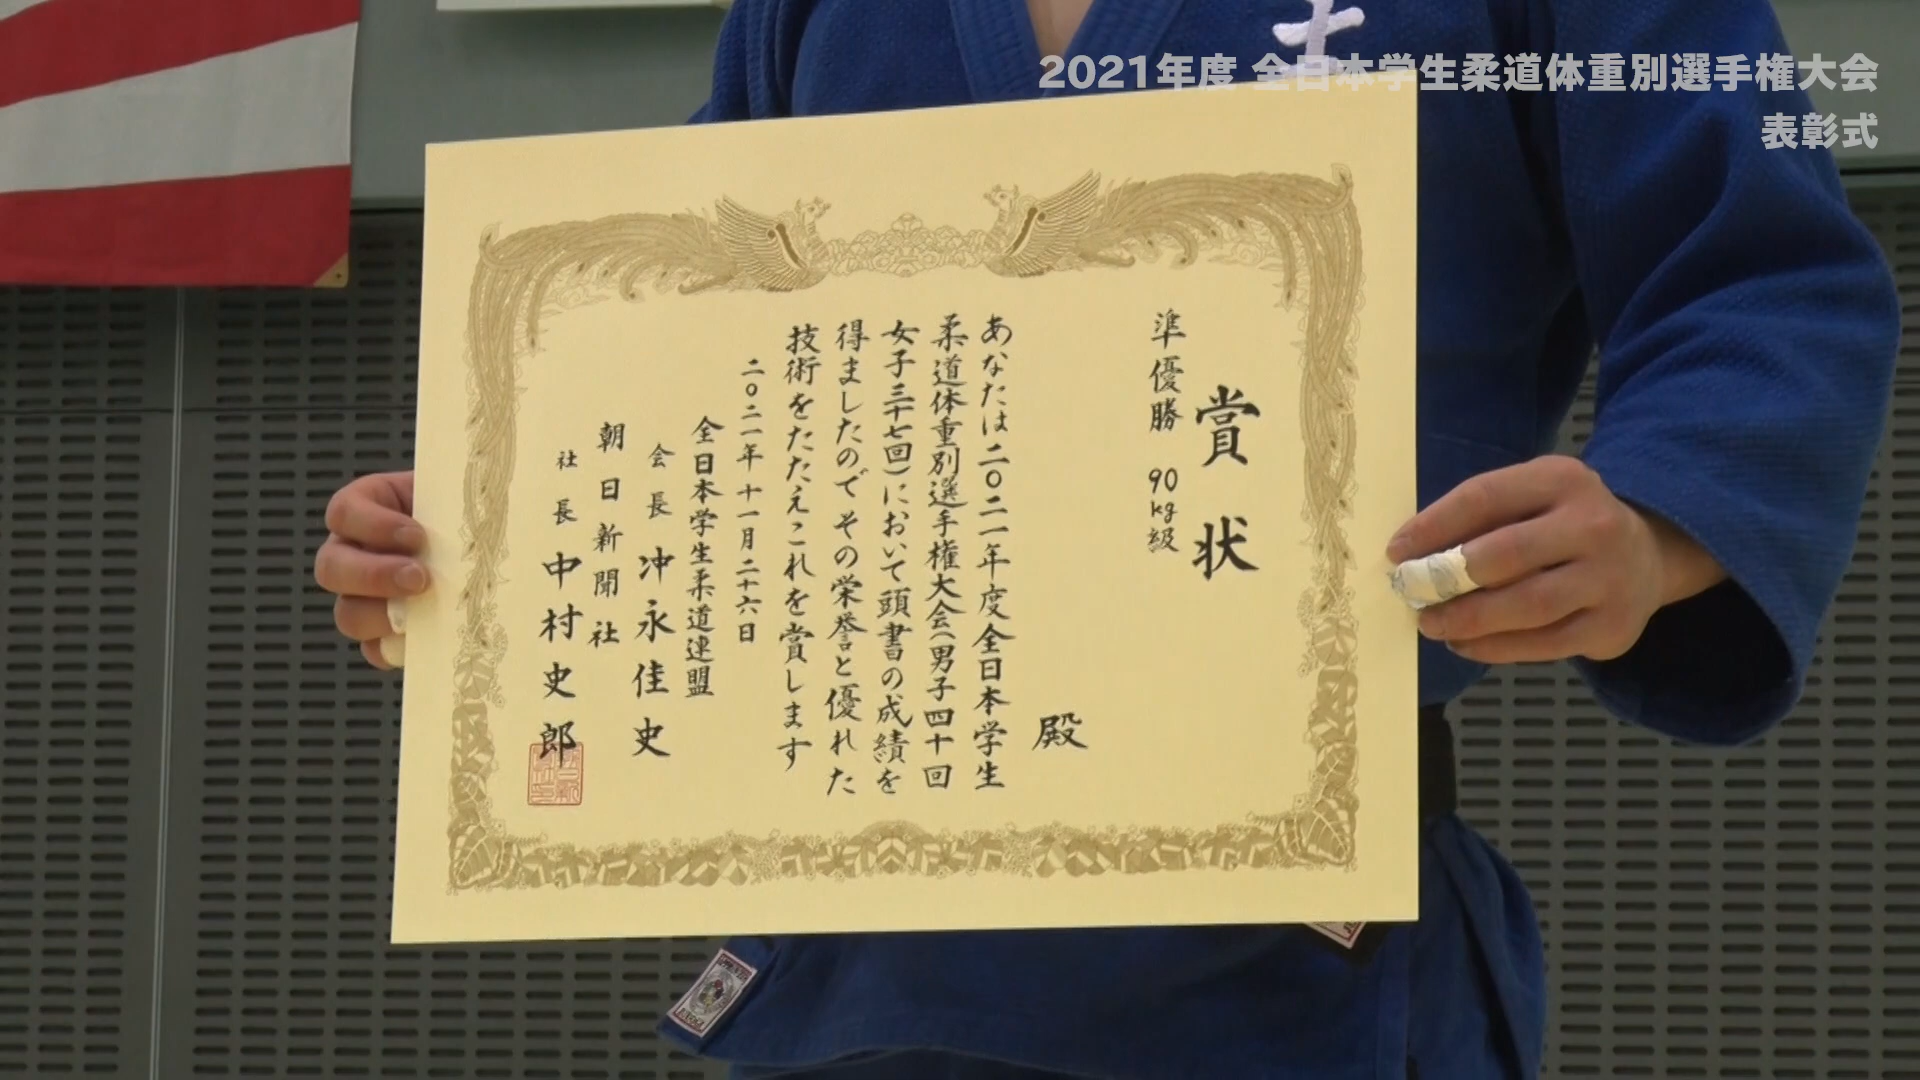 2021年度 全日本学生柔道体重別選手権大会
表彰式
賞状
準優勝 90kg級
殿
あなたは二〇二一年度全日本学生
柔道体重別選手権大会(男子四十回
女子三十七回)において頭書の成績を
得ましたので その栄誉と優れた
技術をたたえこれを賞します
二〇二一年十一月二十六日
全日本学生柔道連盟
会長 冲永佳史
朝日新聞社
社長 中村史郎